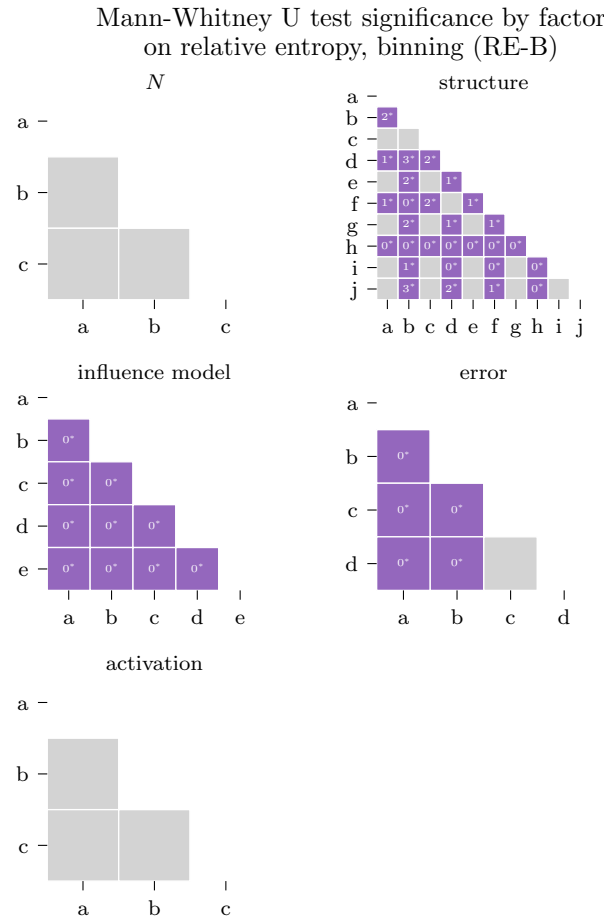 Mann-Whitney U test significance by factor
on relative entropy, binning (RE-B)
N
a
b
c
a b c
structure
a
b 2*
c
d 1* 3* 2*
e 2* 1*
f 1* 0* 2* 1*
g 2* 1* 1*
h 0* 0* 0* 0* 0* 0* 0*
i 1* 0* 0* 0*
j 3* 2* 1* 0*
a b c d e f g h i j
influence model
a
b 0*
c 0* 0*
d 0* 0* 0*
e 0* 0* 0* 0*
a b c d e
error
a
b 0*
c 0* 0*
d 0* 0*
a b c d
activation
a
b
c
a b c